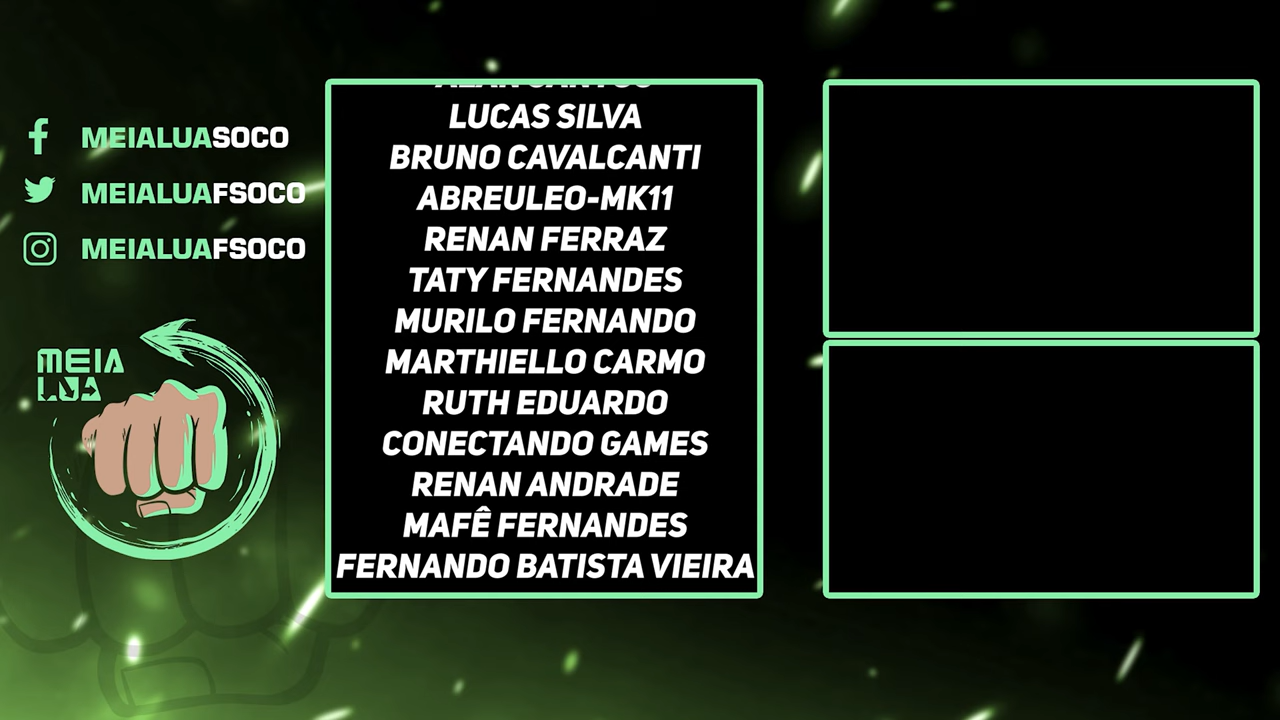 MEIALUASOCO
MEIALUAFSOCO
MEIALUAFSOCO
MEIA
LUA
LUCAS SILVA
BRUNO CAVALCANTI
ABREULEO-MK11
RENAN FERRAZ
TATY FERNANDES
MURILO FERNANDO
MARTHIELLO CARMO
RUTH EDUARDO
CONECTANDO GAMES
RENAN ANDRADE
MAFÊ FERNANDES
FERNANDO BATISTA VIEIRA